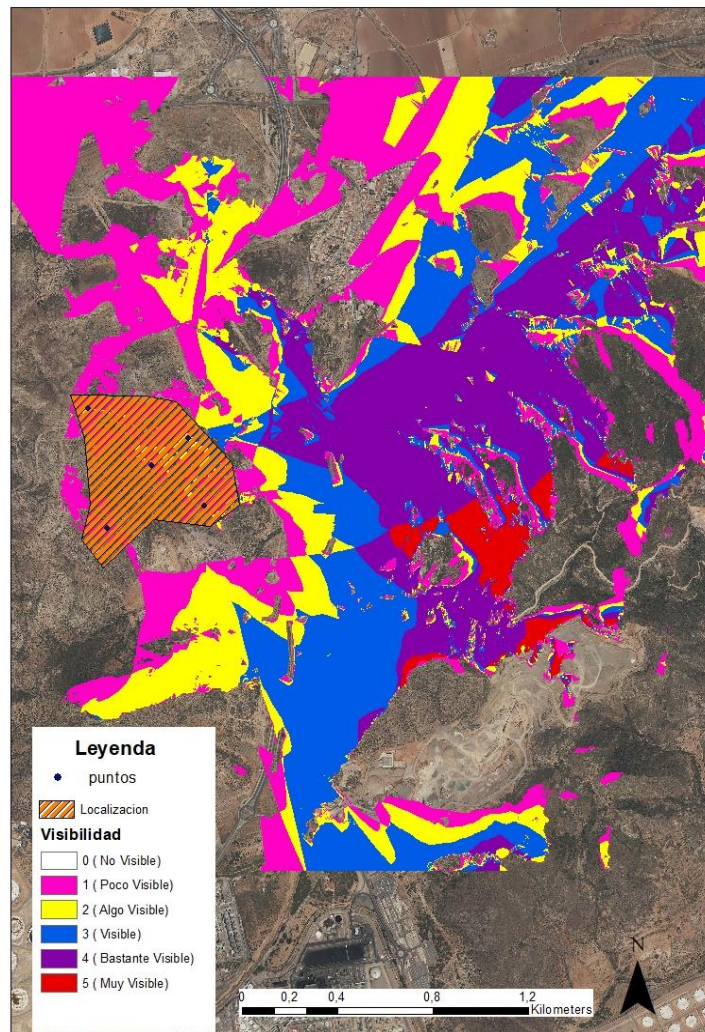 Leyenda
puntos
Localizacion
Visibilidad
0 ( No Visible)
1 ( Poco Visible)
2 ( Algo Visible)
3 ( Visible)
4 ( Bastante Visible)
5 ( Muy Visible)
N
0 0,2 0,4 0,8 1,2
Kilometers